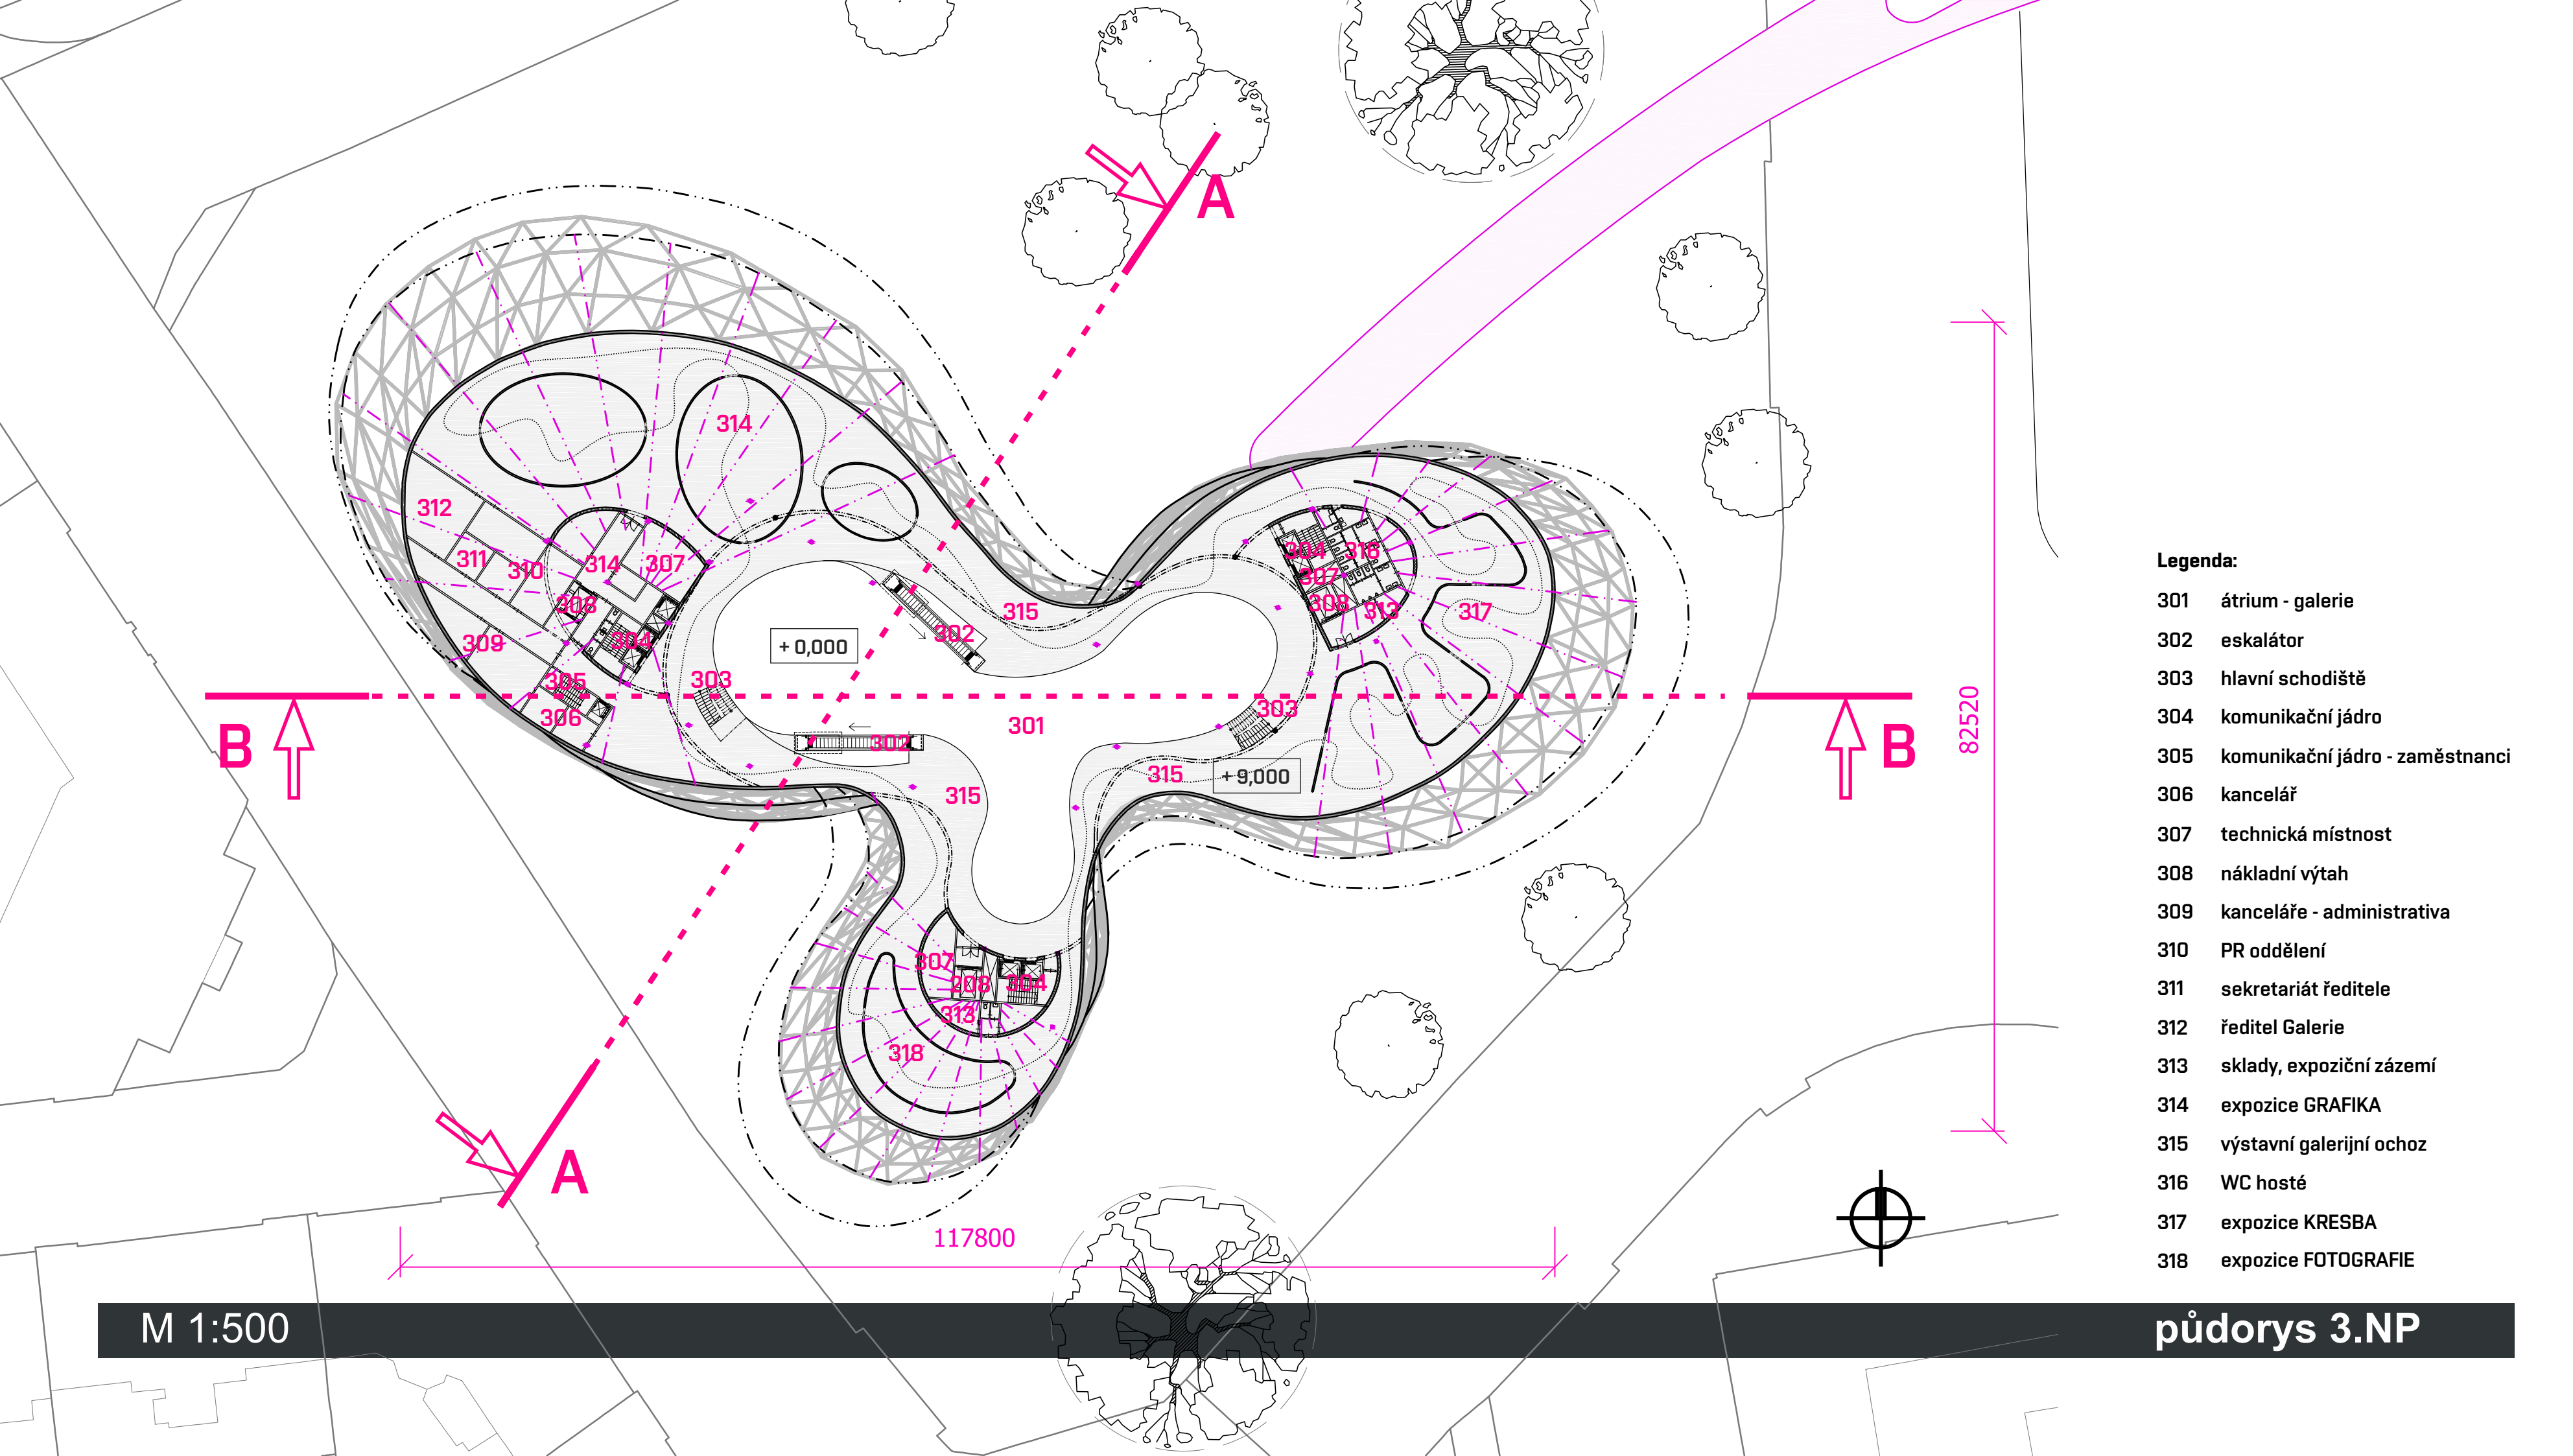 A
314
312
311
310
314
307
308
309
304
305
306
303
+ 0,000
302
315
302
301
315
304
316
307
308
313
317
303
315
+ 9,000
B
B
82520
307
208
304
313
318
A
117800
Legenda:
301 átrium - galerie
302 eskalátor
303 hlavní schodiště
304 komunikační jádro
305 komunikační jádro - zaměstnanci
306 kancelář
307 technická místnost
308 nákladní výtah
309 kanceláře - administrativa
310 PR oddělení
311 sekretariát ředitele
312 ředitel Galerie
313 sklady, expoziční zázemí
314 expozice GRAFIKA
315 výstavní galerijní ochoz
316 WC hosté
317 expozice KRESBA
318 expozice FOTOGRAFIE
M 1:500
půdorys 3.NP